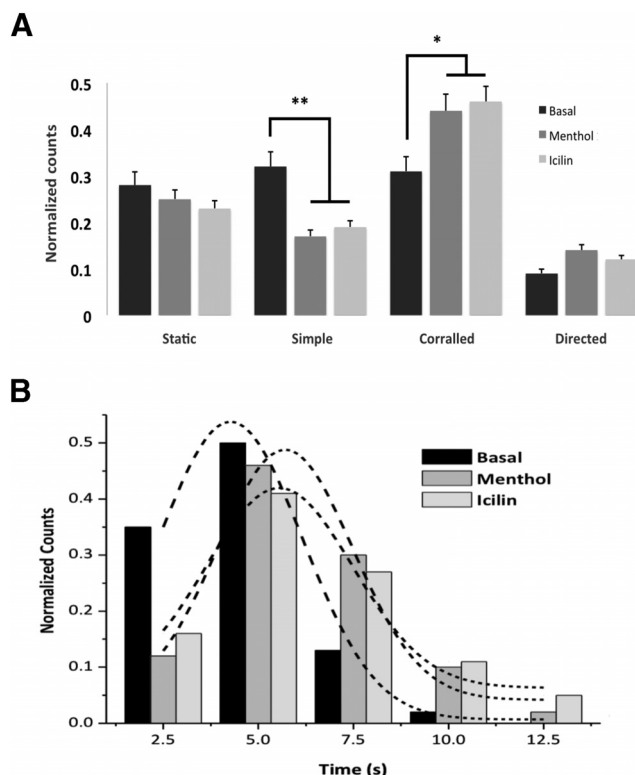 A
Normalized counts
0.5
0.4
0.3
0.2
0.1
0
**
*
Basal
Menthol
Icilin
Static Simple Corralled Directed
B
Normalized Counts
0.5
0.4
0.3
0.2
0.1
0.0
Basal
Menthol
Icilin
2.5 5.0 7.5 10.0 12.5
Time (s)